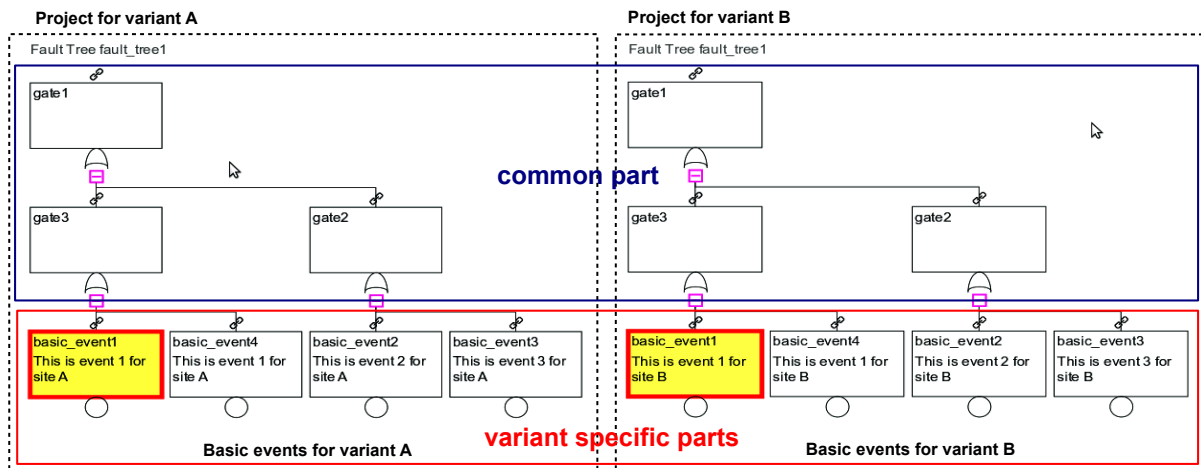 Project for variant A
Project for variant B
Fault Tree fault_tree1
Fault Tree fault_tree1
gate1
gate1
common part
gate3
gate2
gate3
gate2
basic_event1
This is event 1 for
site A
basic_event4
This is event 1 for
site A
basic_event2
This is event 2 for
site A
basic_event3
This is event 3 for
site A
basic_event1
This is event 1 for
site B
basic_event4
This is event 1 for
site B
basic_event2
This is event 2 for
site B
basic_event3
This is event 3 for
site B
variant specific parts
Basic events for variant A
Basic events for variant B